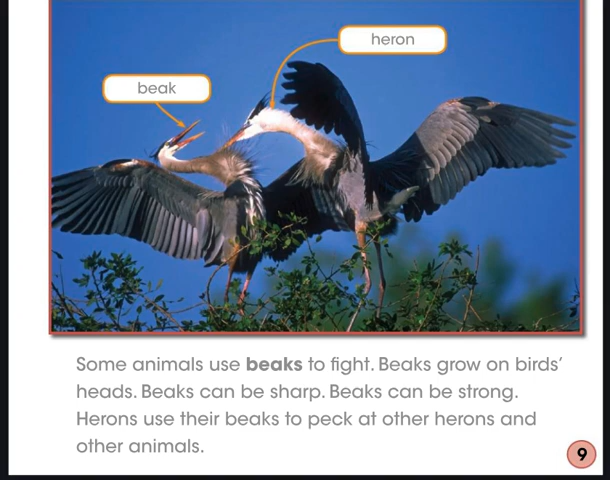 heron
beak
Some animals use beaks to fight. Beaks grow on birds’
heads. Beaks can be sharp. Beaks can be strong.
Herons use their beaks to peck at other herons and
other animals.
9